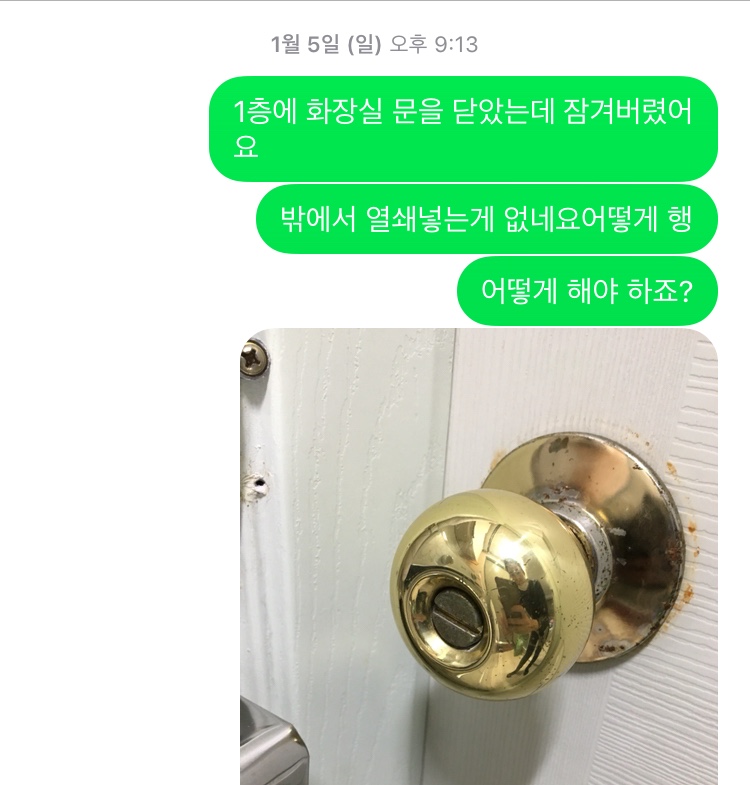 1월 5일 (일) 오후 9:13
1층에 화장실 문을 닫았는데 잠겨버렸어
요
밖에서 열쇄넣는게 없네요어떻게 행
어떻게 해야 하죠?